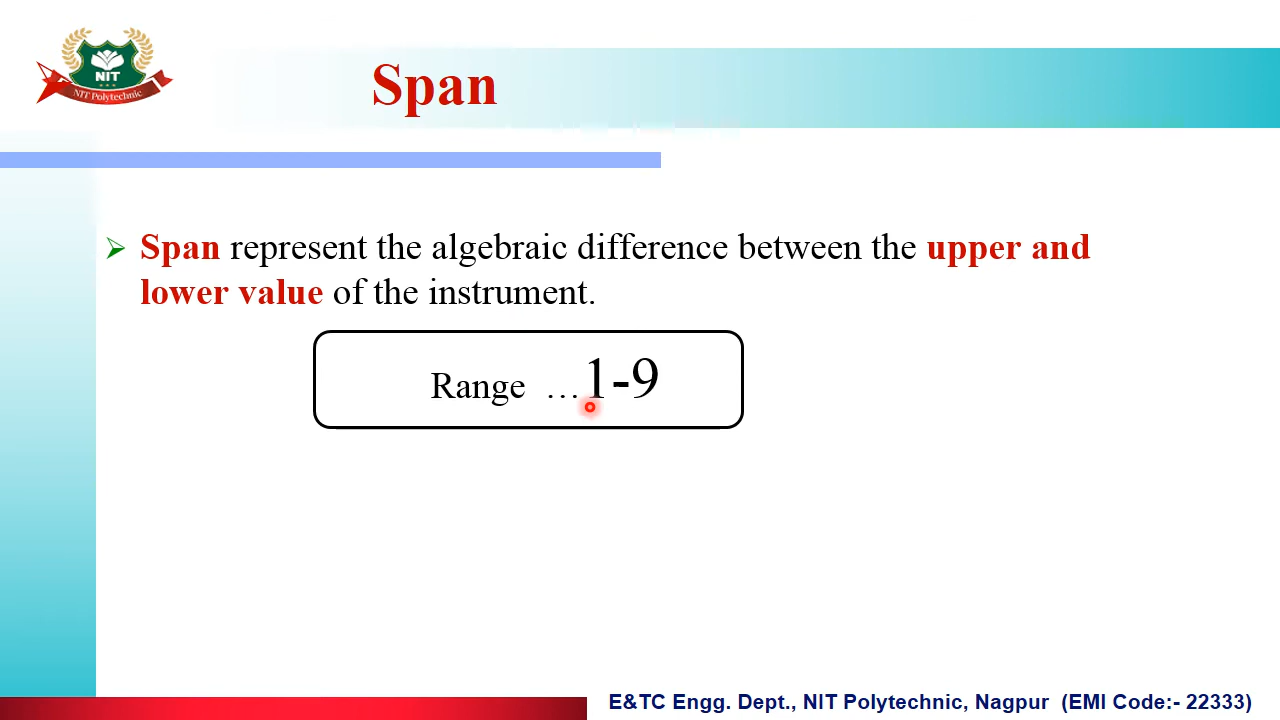 NIT
NIT Polytechnic
Span
Span represent the algebraic difference between the upper and
lower value of the instrument.
Range …1-9
E&TC Engg. Dept., NIT Polytechnic, Nagpur (EMI Code:- 22333)